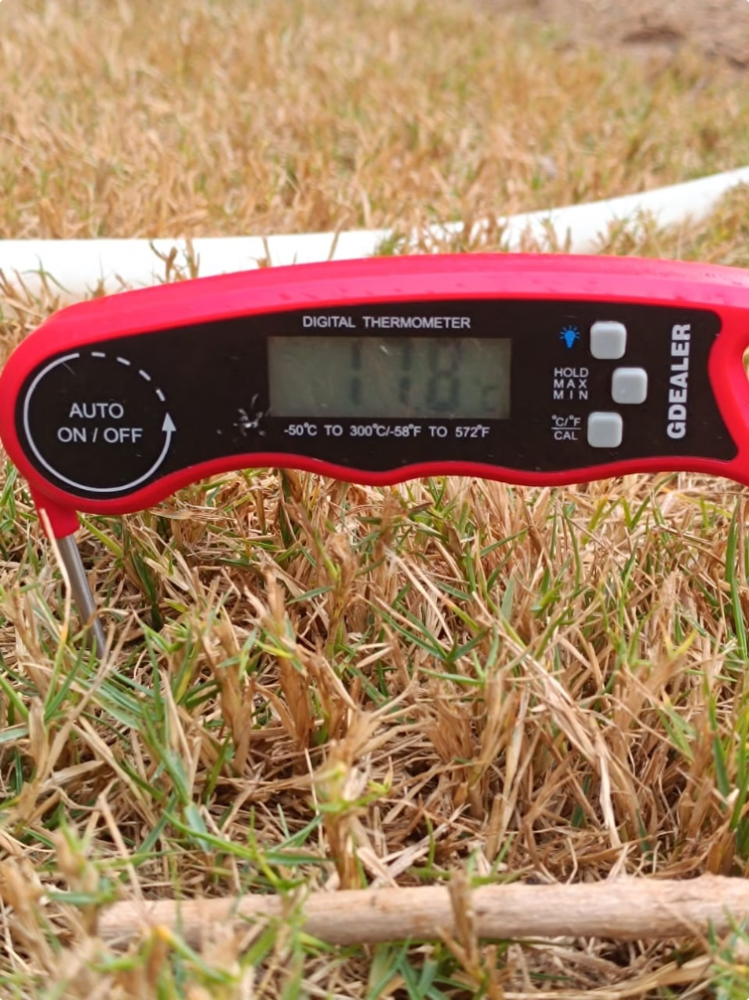 DIGITAL THERMOMETER
AUTO
ON / OFF
-50°C TO 300°C/-58°F TO 572°F
HOLD
MAX
MIN
°C/°F
CAL
GDEALER